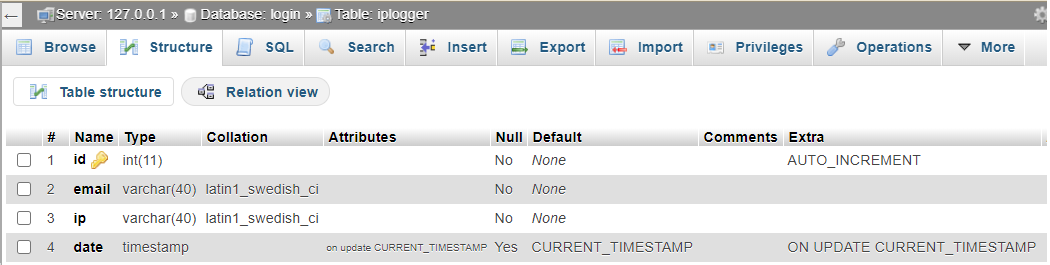 Server: 127.0.0.1 » Database: login » Table: iplogger
Browse Structure SQL Search Insert Export Import Privileges Operations More
Table structure Relation view
# Name Type Collation Attributes Null Default Comments Extra
1 id int(11) No None AUTO_INCREMENT
2 email varchar(40) latin1_swedish_ci No None
3 ip varchar(40) latin1_swedish_ci No None
4 date timestamp on update CURRENT_TIMESTAMP Yes CURRENT_TIMESTAMP ON UPDATE CURRENT_TIMESTAMP